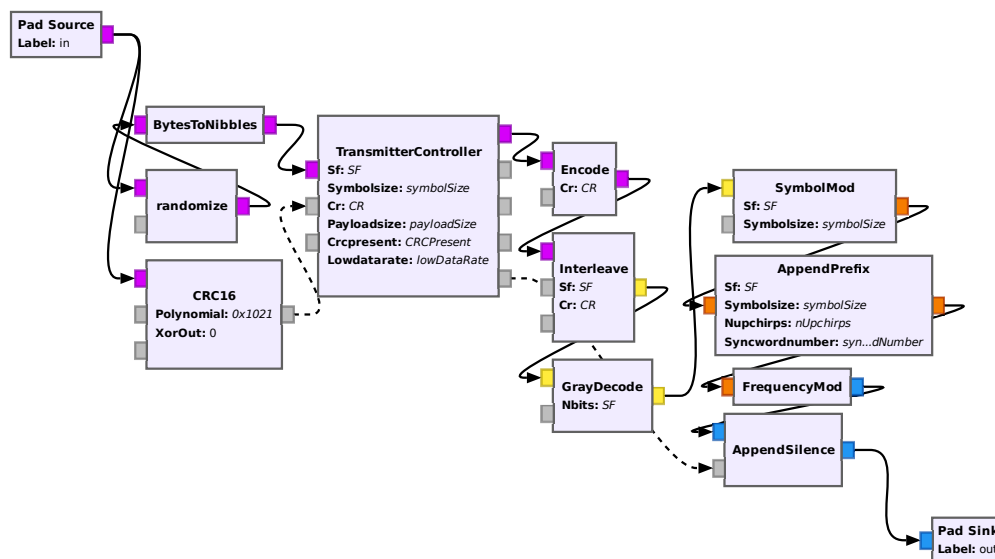 Pad Source
Label: in
BytesToNibbles
randomize
CRC16
Polynomial: 0x1021
XorOut: 0
TransmitterController
Sf: SF
Symbolsize: symbolSize
Cr: CR
Payloadsize: payloadSize
Crcpresent: CRCPresent
Lowdatarate: lowDataRate
Encode
Cr: CR
Interleave
Sf: SF
Cr: CR
GrayDecode
Nbits: SF
SymbolMod
Sf: SF
Symbolsize: symbolSize
AppendPrefix
Sf: SF
Symbolsize: symbolSize
Nupchirps: nUpchirps
Syncwordnumber: syn...dNumber
FrequencyMod
AppendSilence
Pad Sink
Label: out